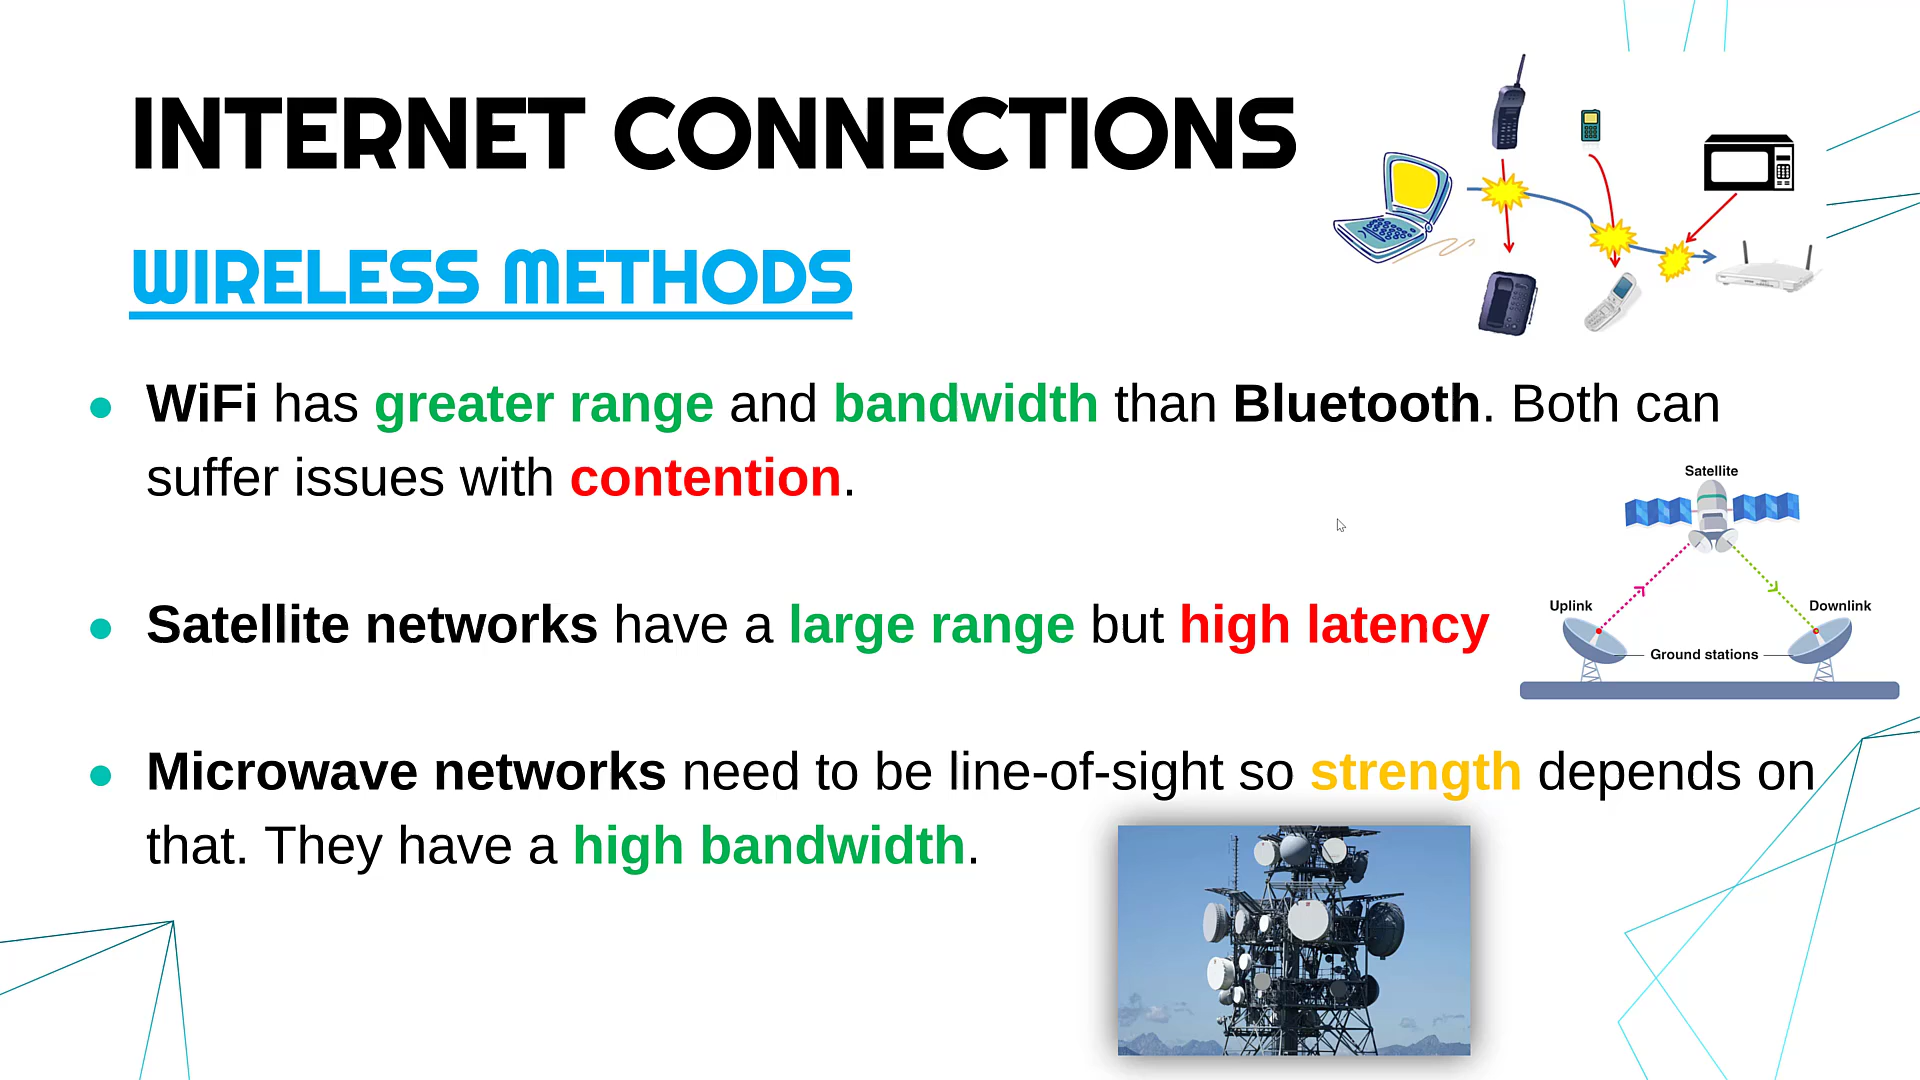 INTERNET CONNECTIONS
WIRELESS METHODS
WiFi has greater range and bandwidth than Bluetooth. Both can
suffer issues with contention.
Satellite
Satellite networks have a large range but high latency
Uplink
Downlink
Ground stations
Microwave networks need to be line-of-sight so strength depends on
that. They have a high bandwidth.